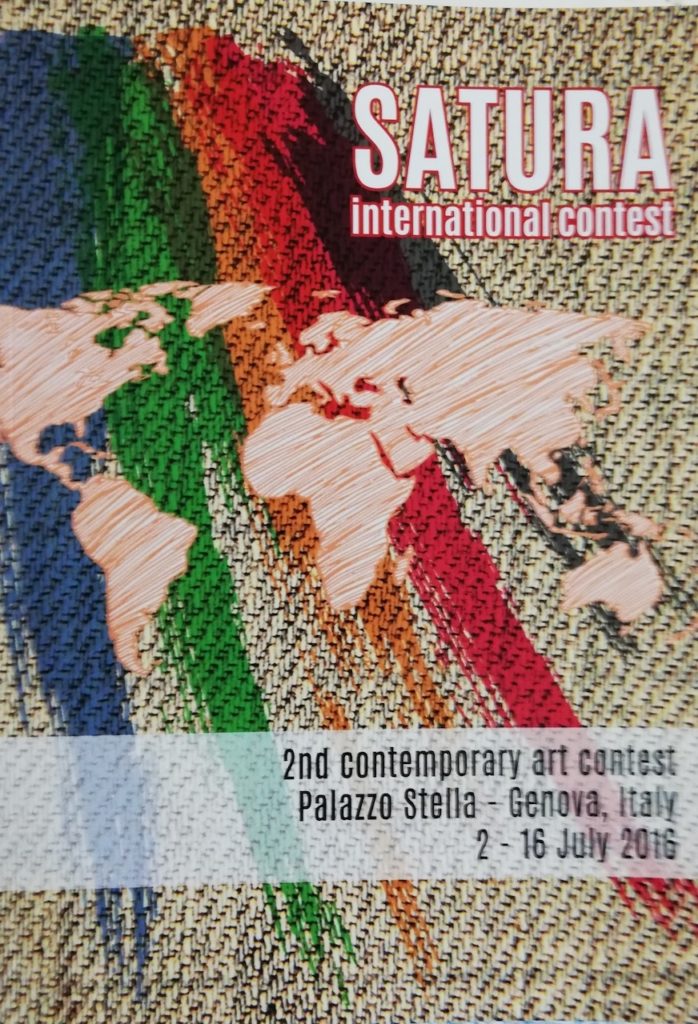 SATURA
international contest
2nd contemporary art contest
Palazzo Stella - Genova, Italy
2 - 16 July 2016